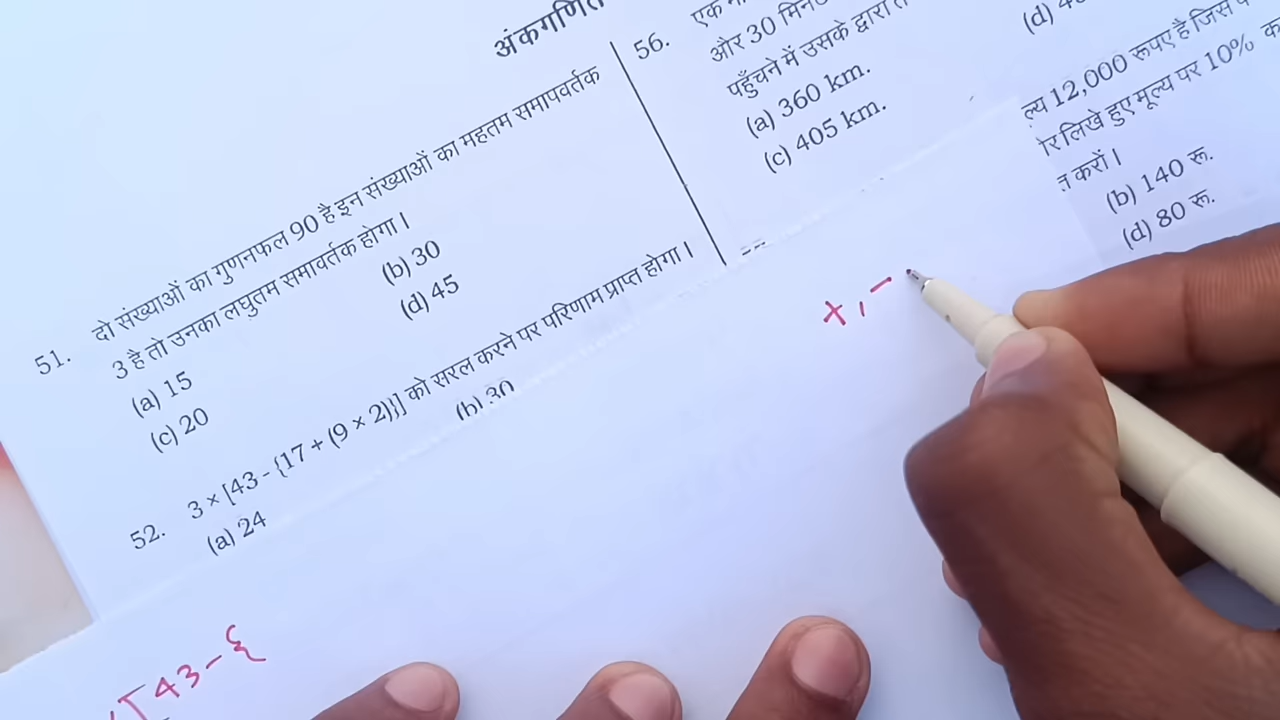 अंकगणित
51. दो संख्याओं का गुणनफल 90 है इन संख्याओं का महतम समापवर्तक
3 है तो उनका लघुतम समावर्तक होगा।
(a) 15 (b) 30
(c) 20 (d) 45
52. 3 × [43 - {17 + (9 × 2)}] को सरल करने पर परिणाम प्राप्त होगा।
(a) 24 (b) 30
56. एक
और 30 मिनट
पहुँचने में उसके द्वारा
(a) 360 km.
(c) 405 km.
(d)
12,000 रूपए है जिस
लिखे हुए मूल्य पर 10%
करों।
(b) 140 रू.
(d) 80 रू.
+, -
[43 - {